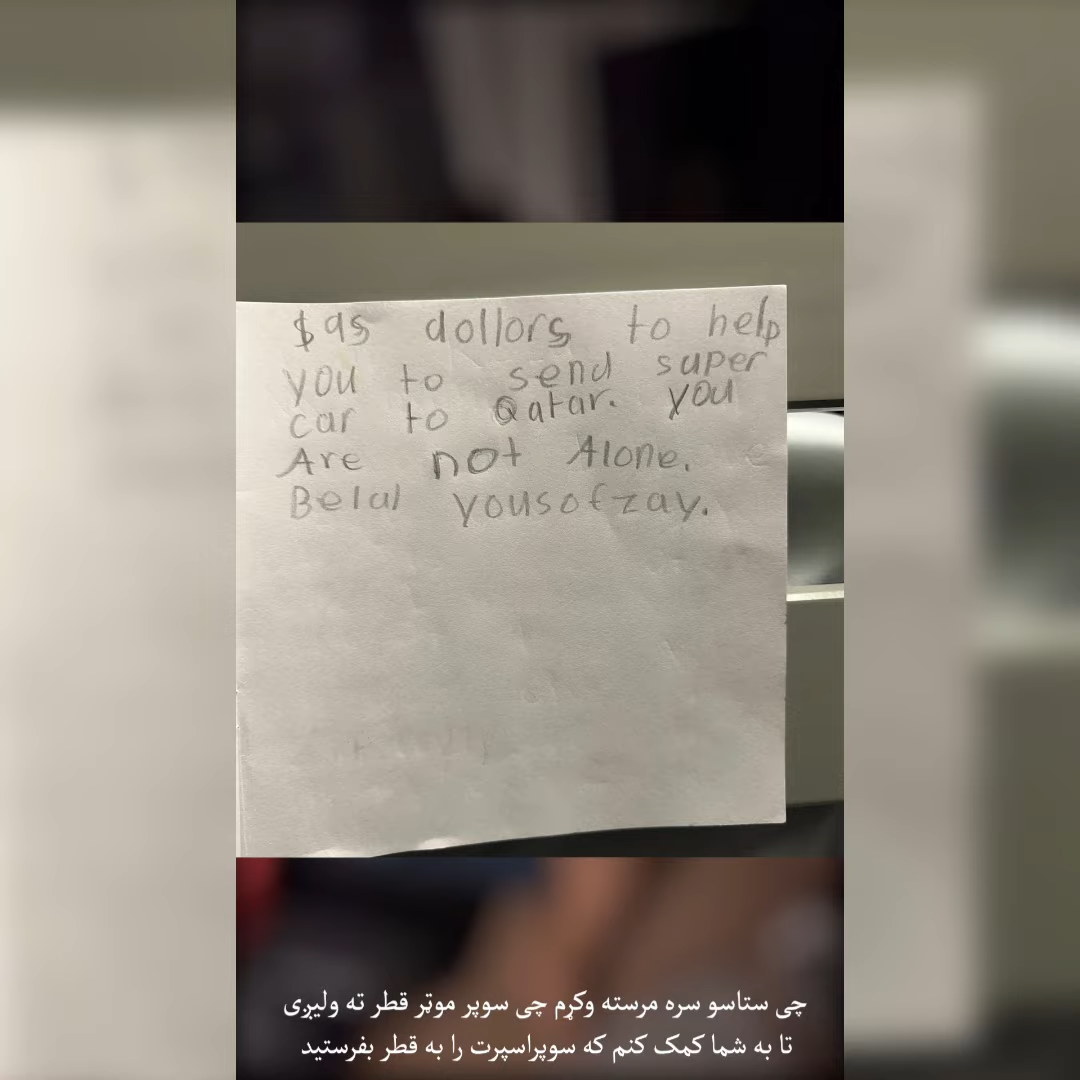 $95 dollors to help
you to send super
car to Qatar. you
Are not Alone.
Belal yousofzay.
چی ستاسو سره مرسته وکړم چی سوپر موټر قطر ته ولیږی
تا به شما کمک کنم که سوپراسپرت را به قطر بفرستید